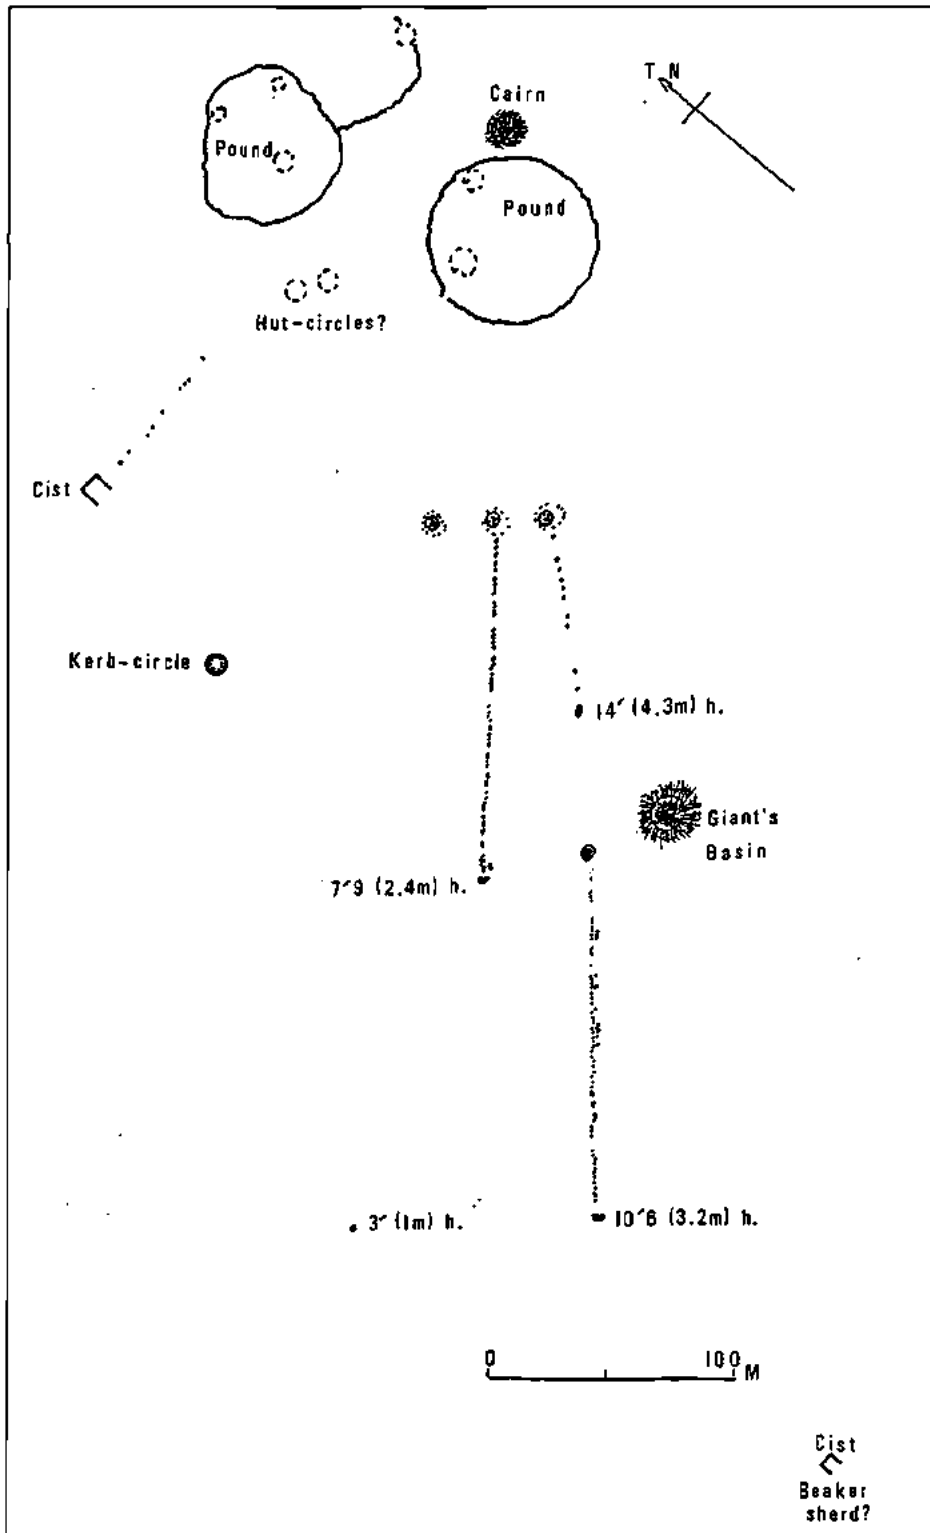 T N
Cairn
Pound
Pound
Hut-circles?
Cist
Kerb-circle
14´ (4.3m) h.
Giant's
Basin
7´9 (2.4m) h.
3´ (1m) h.
10´6 (3.2m) h.
0 100 M
Cist
Beaker
sherd?